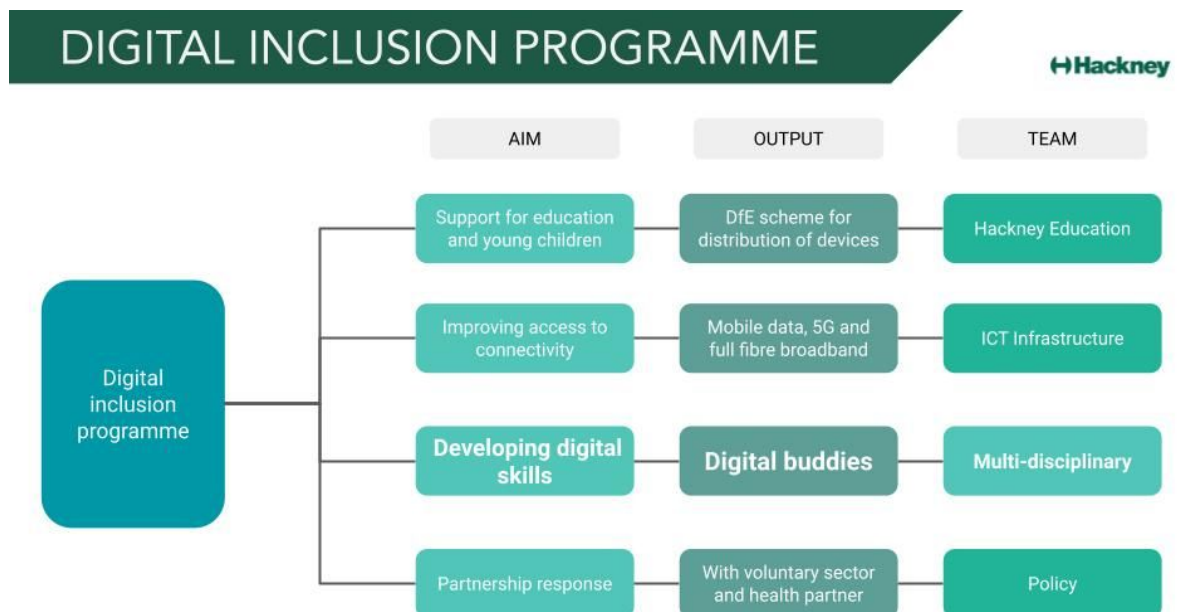 DIGITAL INCLUSION PROGRAMME
Hackney
AIM
OUTPUT
TEAM
Support for education
and young children
DfE scheme for
distribution of devices
Hackney Education
Improving access to
connectivity
Mobile data, 5G and
full fibre broadband
ICT Infrastructure
Digital
inclusion
programme
Developing digital
skills
Digital buddies
Multi-disciplinary
Partnership response
With voluntary sector
and health partner
Policy